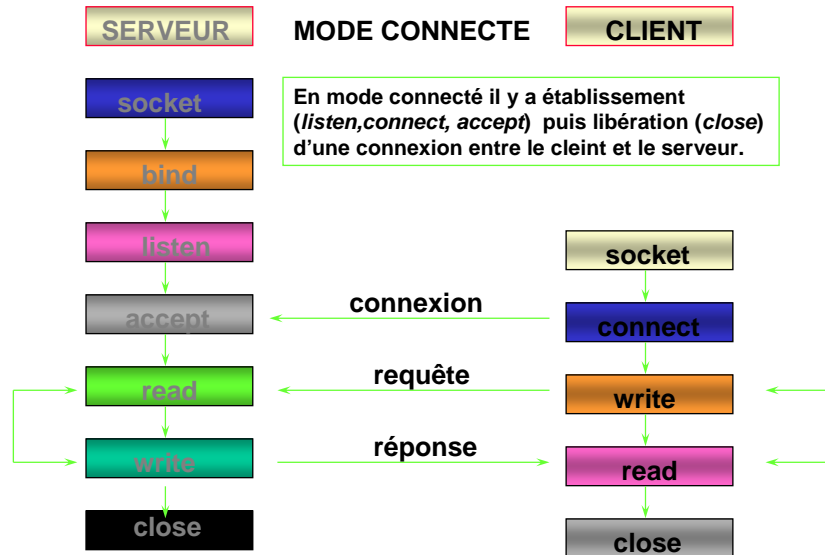 SERVEUR MODE CONNECTE CLIENT
socket
En mode connecté il y a établissement
(listen,connect, accept) puis libération (close)
d'une connexion entre le cleint et le serveur.
bind
listen
socket
accept connexion connect
read requête write
write réponse read
close close